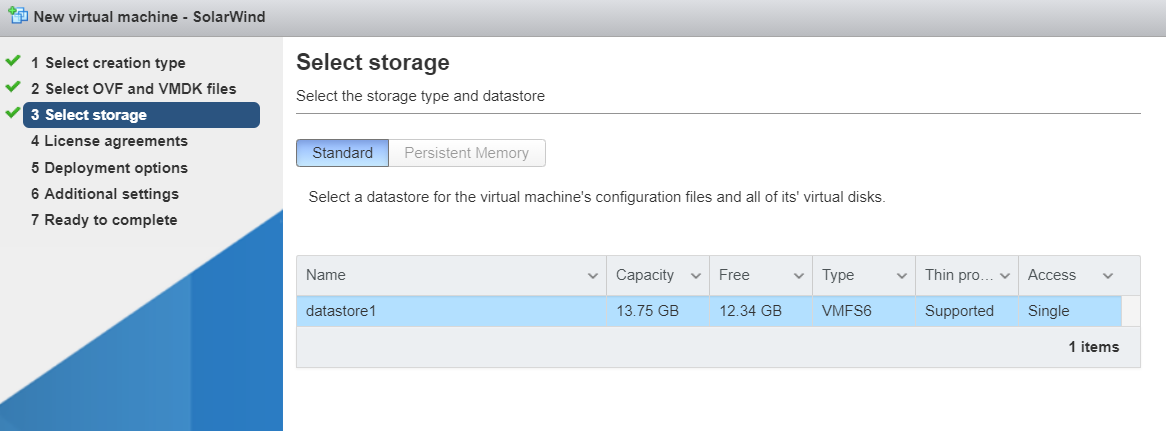 New virtual machine - SolarWind
1 Select creation type
2 Select OVF and VMDK files
3 Select storage
4 License agreements
5 Deployment options
6 Additional settings
7 Ready to complete
Select storage
Select the storage type and datastore
Standard Persistent Memory
Select a datastore for the virtual machine's configuration files and all of its' virtual disks.
Name Capacity Free Type Thin pro... Access
datastore1 13.75 GB 12.34 GB VMFS6 Supported Single
1 items